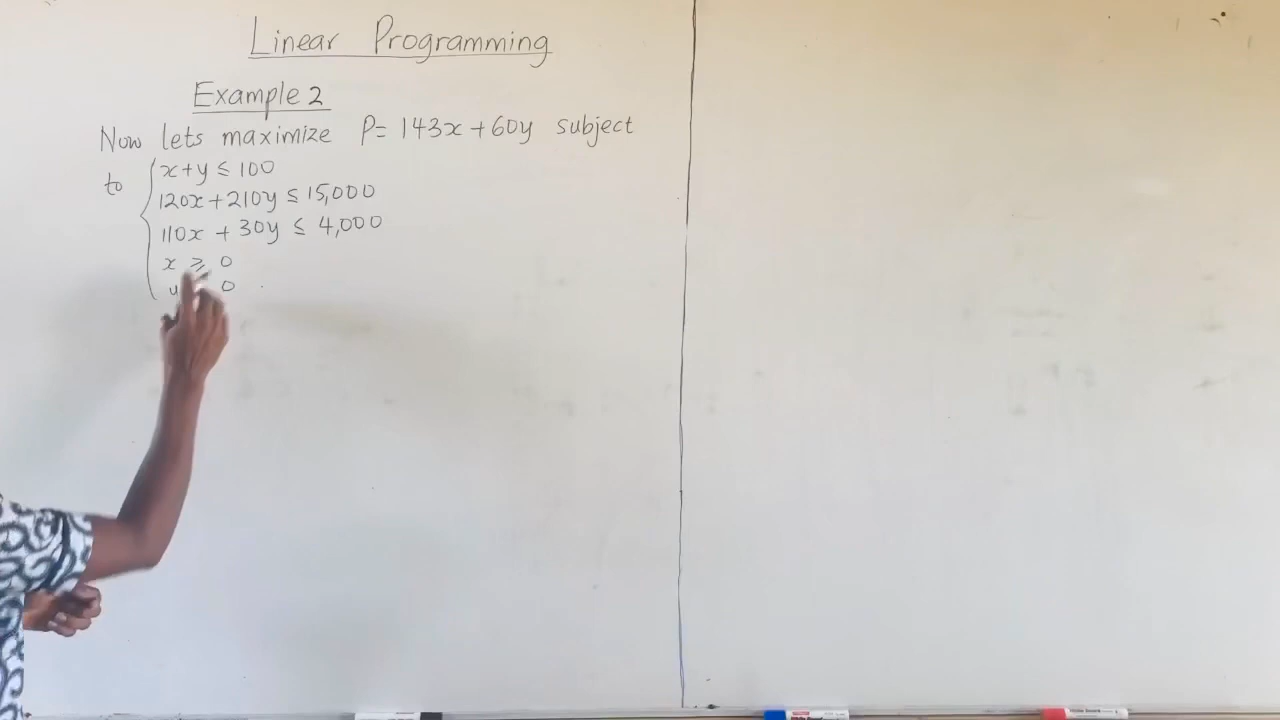 Linear Programming
Example 2
Now lets maximize P= 143x + 60y subject
to x+y ≤ 100
120x + 210y ≤ 15,000
110x + 30y ≤ 4,000
x ≥ 0
y 0